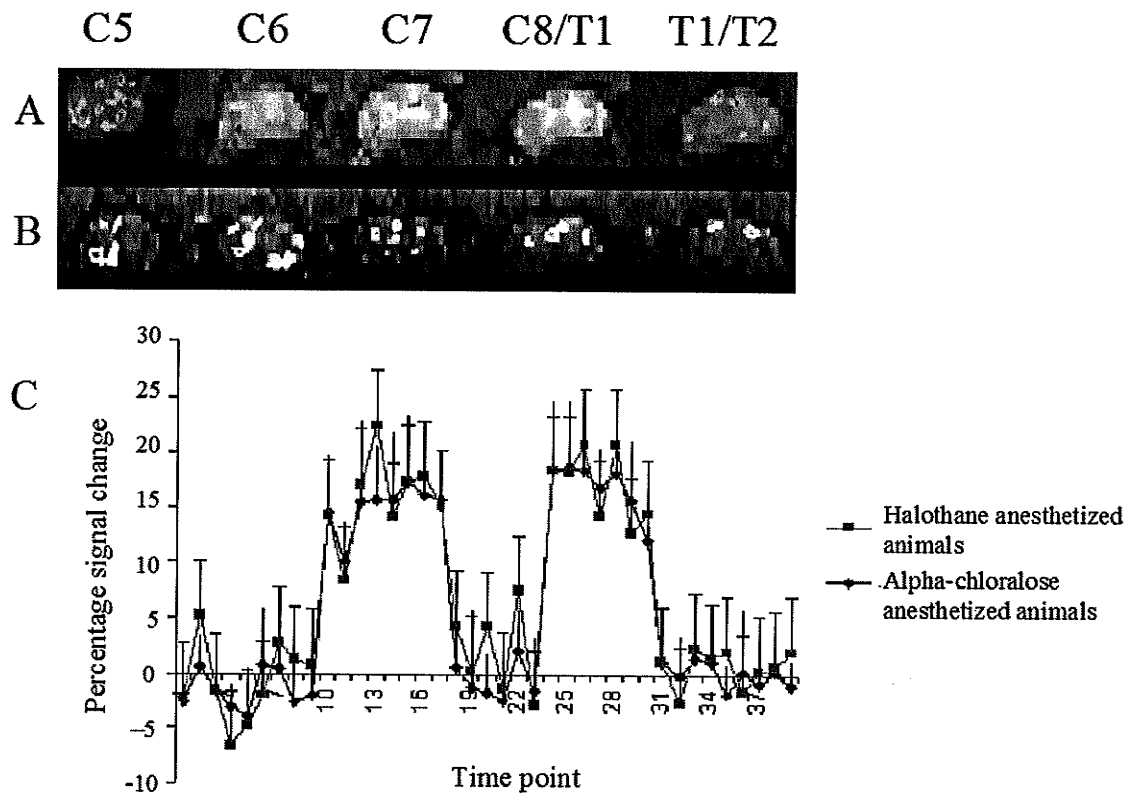 C5 C6 C7 C8/T1 T1/T2
A
B
C
30
25
20
15
10
5
0
-5
-10
Percentage signal change
10 13 16 19 22 25 28 31 34 37
Time point
Halothane anesthetized
animals
Alpha-chloralose
anesthetized animals